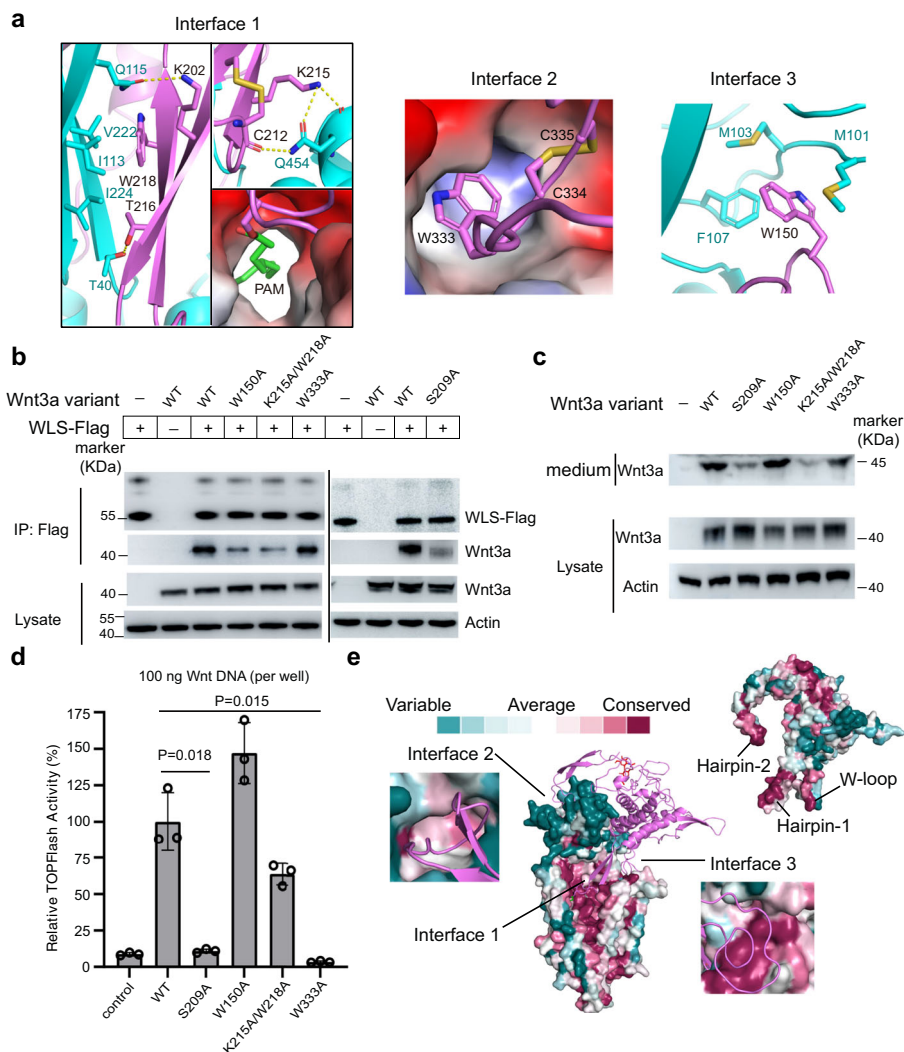 a
Interface 1
Q115
K202
V222
I113
W218
I224
T216
T40
K215
C212
Q454
PAM
Interface 2
C335
C334
W333
Interface 3
M103
M101
F107
W150
b
Wnt3a variant – WT WT W150A K215A/W218A W333A – WT WT S209A
WLS-Flag + – + + + + + – + +
marker
(KDa)
IP: Flag
55
WLS-Flag
40
Wnt3a
Lysate
40
Wnt3a
55
40
Actin
c
Wnt3a variant – WT S209A W150A K215A/W218A W333A
marker
(KDa)
medium Wnt3a 45
Lysate
Wnt3a 40
Actin 40
d
100 ng Wnt DNA (per well)
P=0.015
P=0.018
Relative TOPFlash Activity (%)
175
150
125
100
75
50
25
0
control WT S209A W150A K215A/W218A W333A
e
Variable Average Conserved
Interface 2
Hairpin-2
W-loop
Hairpin-1
Interface 3
Interface 1